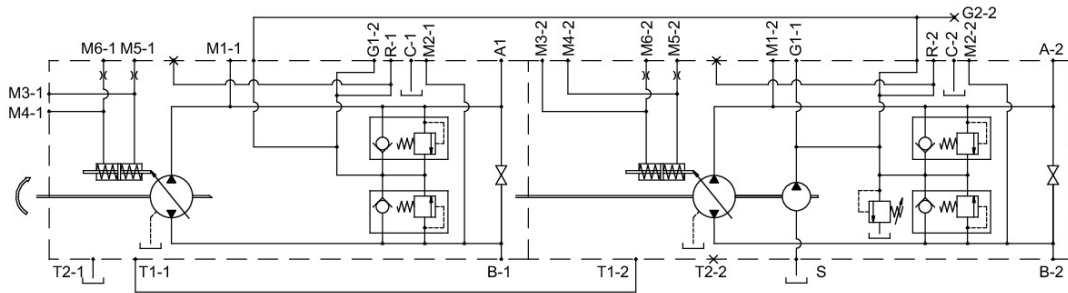 G2-2
M6-1
M5-1
M1-1
G1-2
R-1
C-1
M2-1
A1
M3-2
M4-2
M6-2
M5-2
M1-2
G1-1
R-2
C-2
M2-2
A-2
M3-1
M4-1
T2-1
T1-1
B-1
T1-2
T2-2
S
B-2